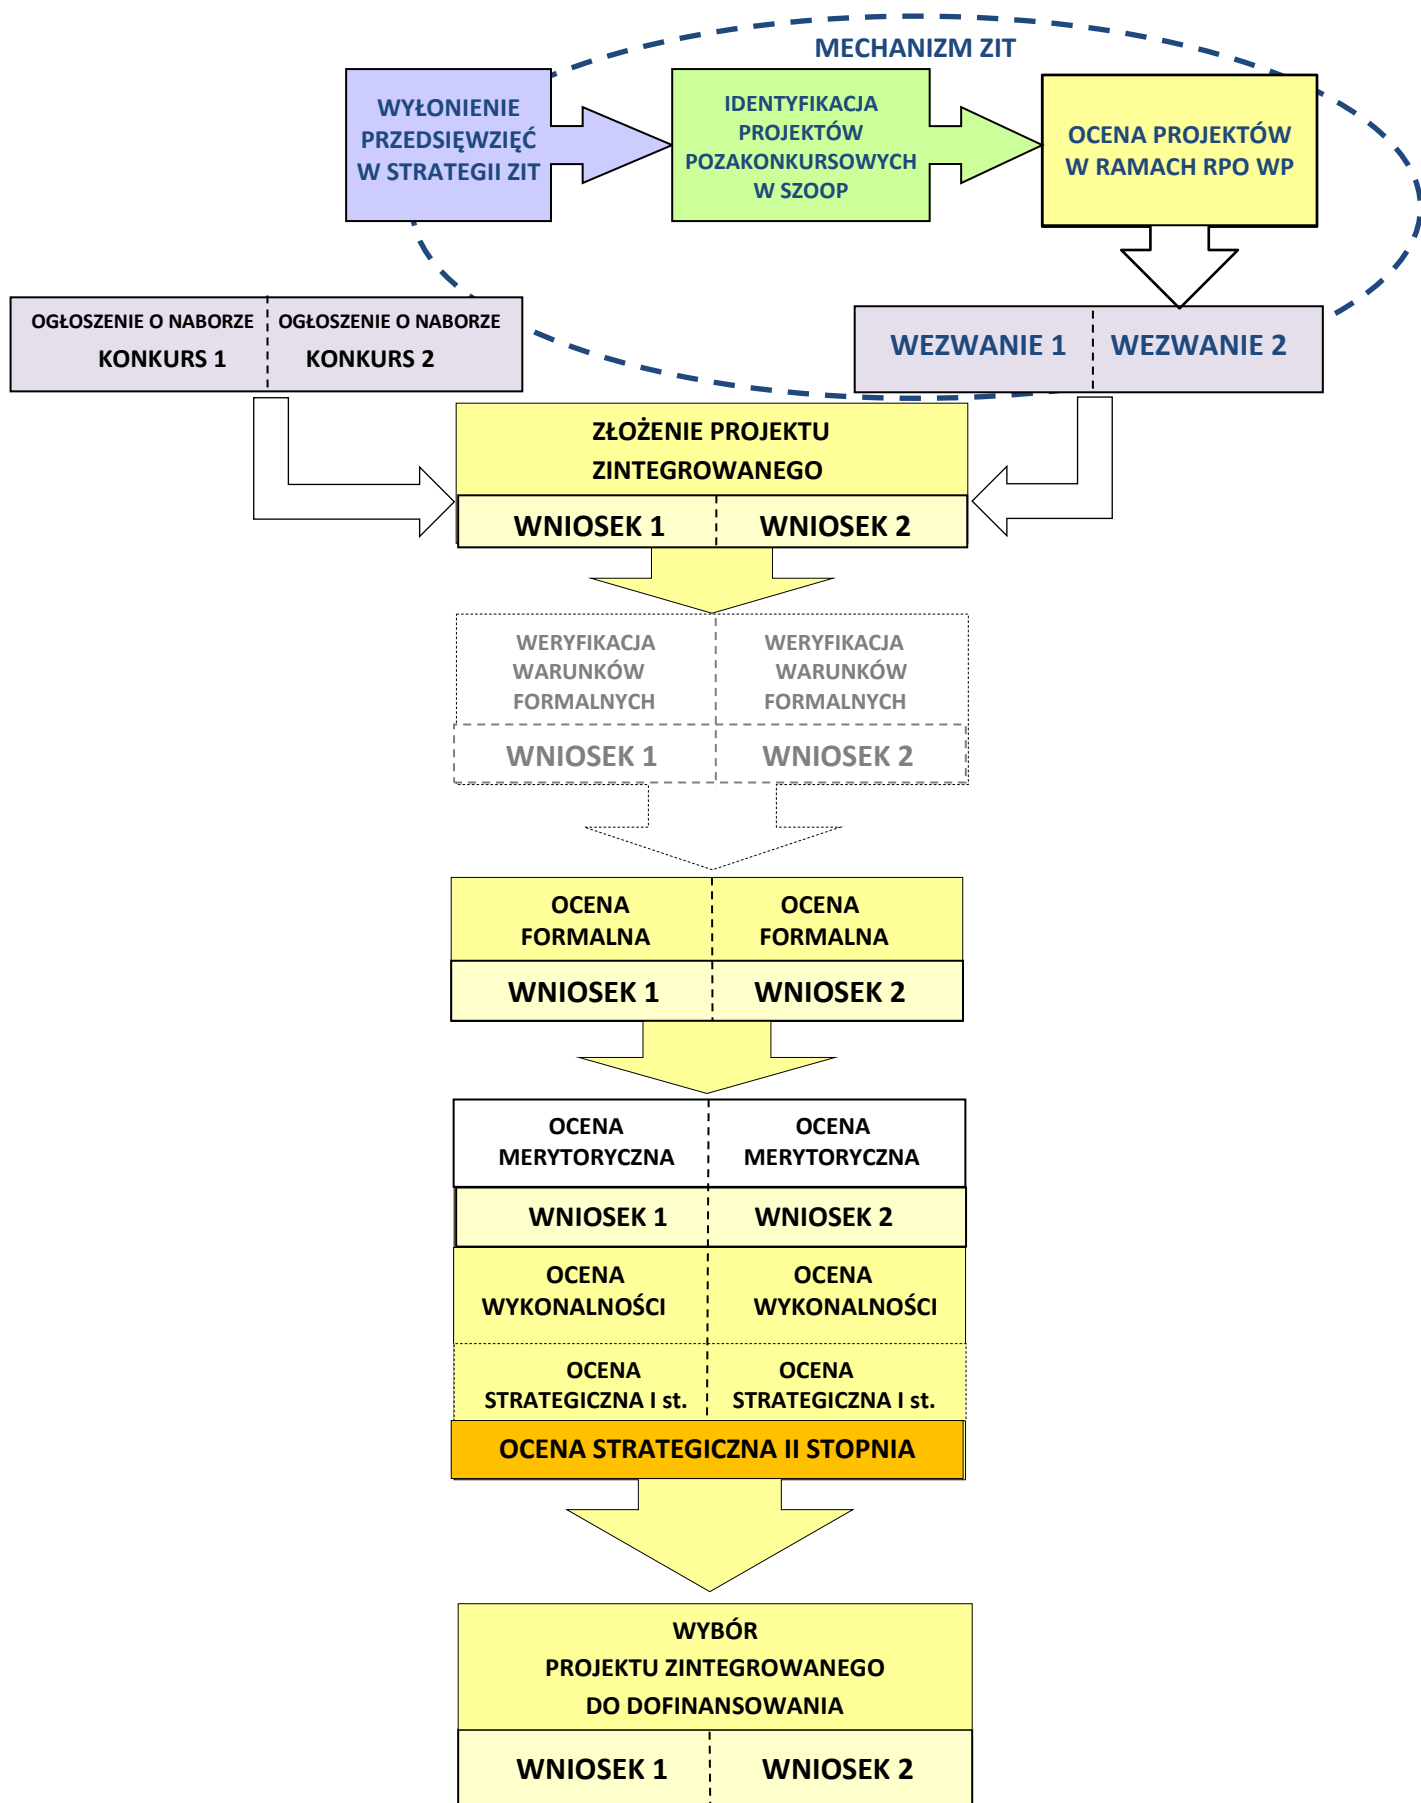 MECHANIZM ZIT
WYŁONIENIE
PRZEDSIĘWZIĘĆ
W STRATEGII ZIT
IDENTYFIKACJA
PROJEKTÓW
POZAKONKURSOWYCH
W SZOOP
OCENA PROJEKTÓW
W RAMACH RPO WP
OGŁOSZENIE O NABORZE
KONKURS 1
OGŁOSZENIE O NABORZE
KONKURS 2
WEZWANIE 1
WEZWANIE 2
ZŁOŻENIE PROJEKTU
ZINTEGROWANEGO
WNIOSEK 1
WNIOSEK 2
WERYFIKACJA
WARUNKÓW
FORMALNYCH
WERYFIKACJA
WARUNKÓW
FORMALNYCH
WNIOSEK 1
WNIOSEK 2
OCENA
FORMALNA
OCENA
FORMALNA
WNIOSEK 1
WNIOSEK 2
OCENA
MERYTORYCZNA
OCENA
MERYTORYCZNA
WNIOSEK 1
WNIOSEK 2
OCENA
WYKONALNOŚCI
OCENA
WYKONALNOŚCI
OCENA
STRATEGICZNA I st.
OCENA
STRATEGICZNA I st.
OCENA STRATEGICZNA II STOPNIA
WYBÓR
PROJEKTU ZINTEGROWANEGO
DO DOFINANSOWANIA
WNIOSEK 1
WNIOSEK 2